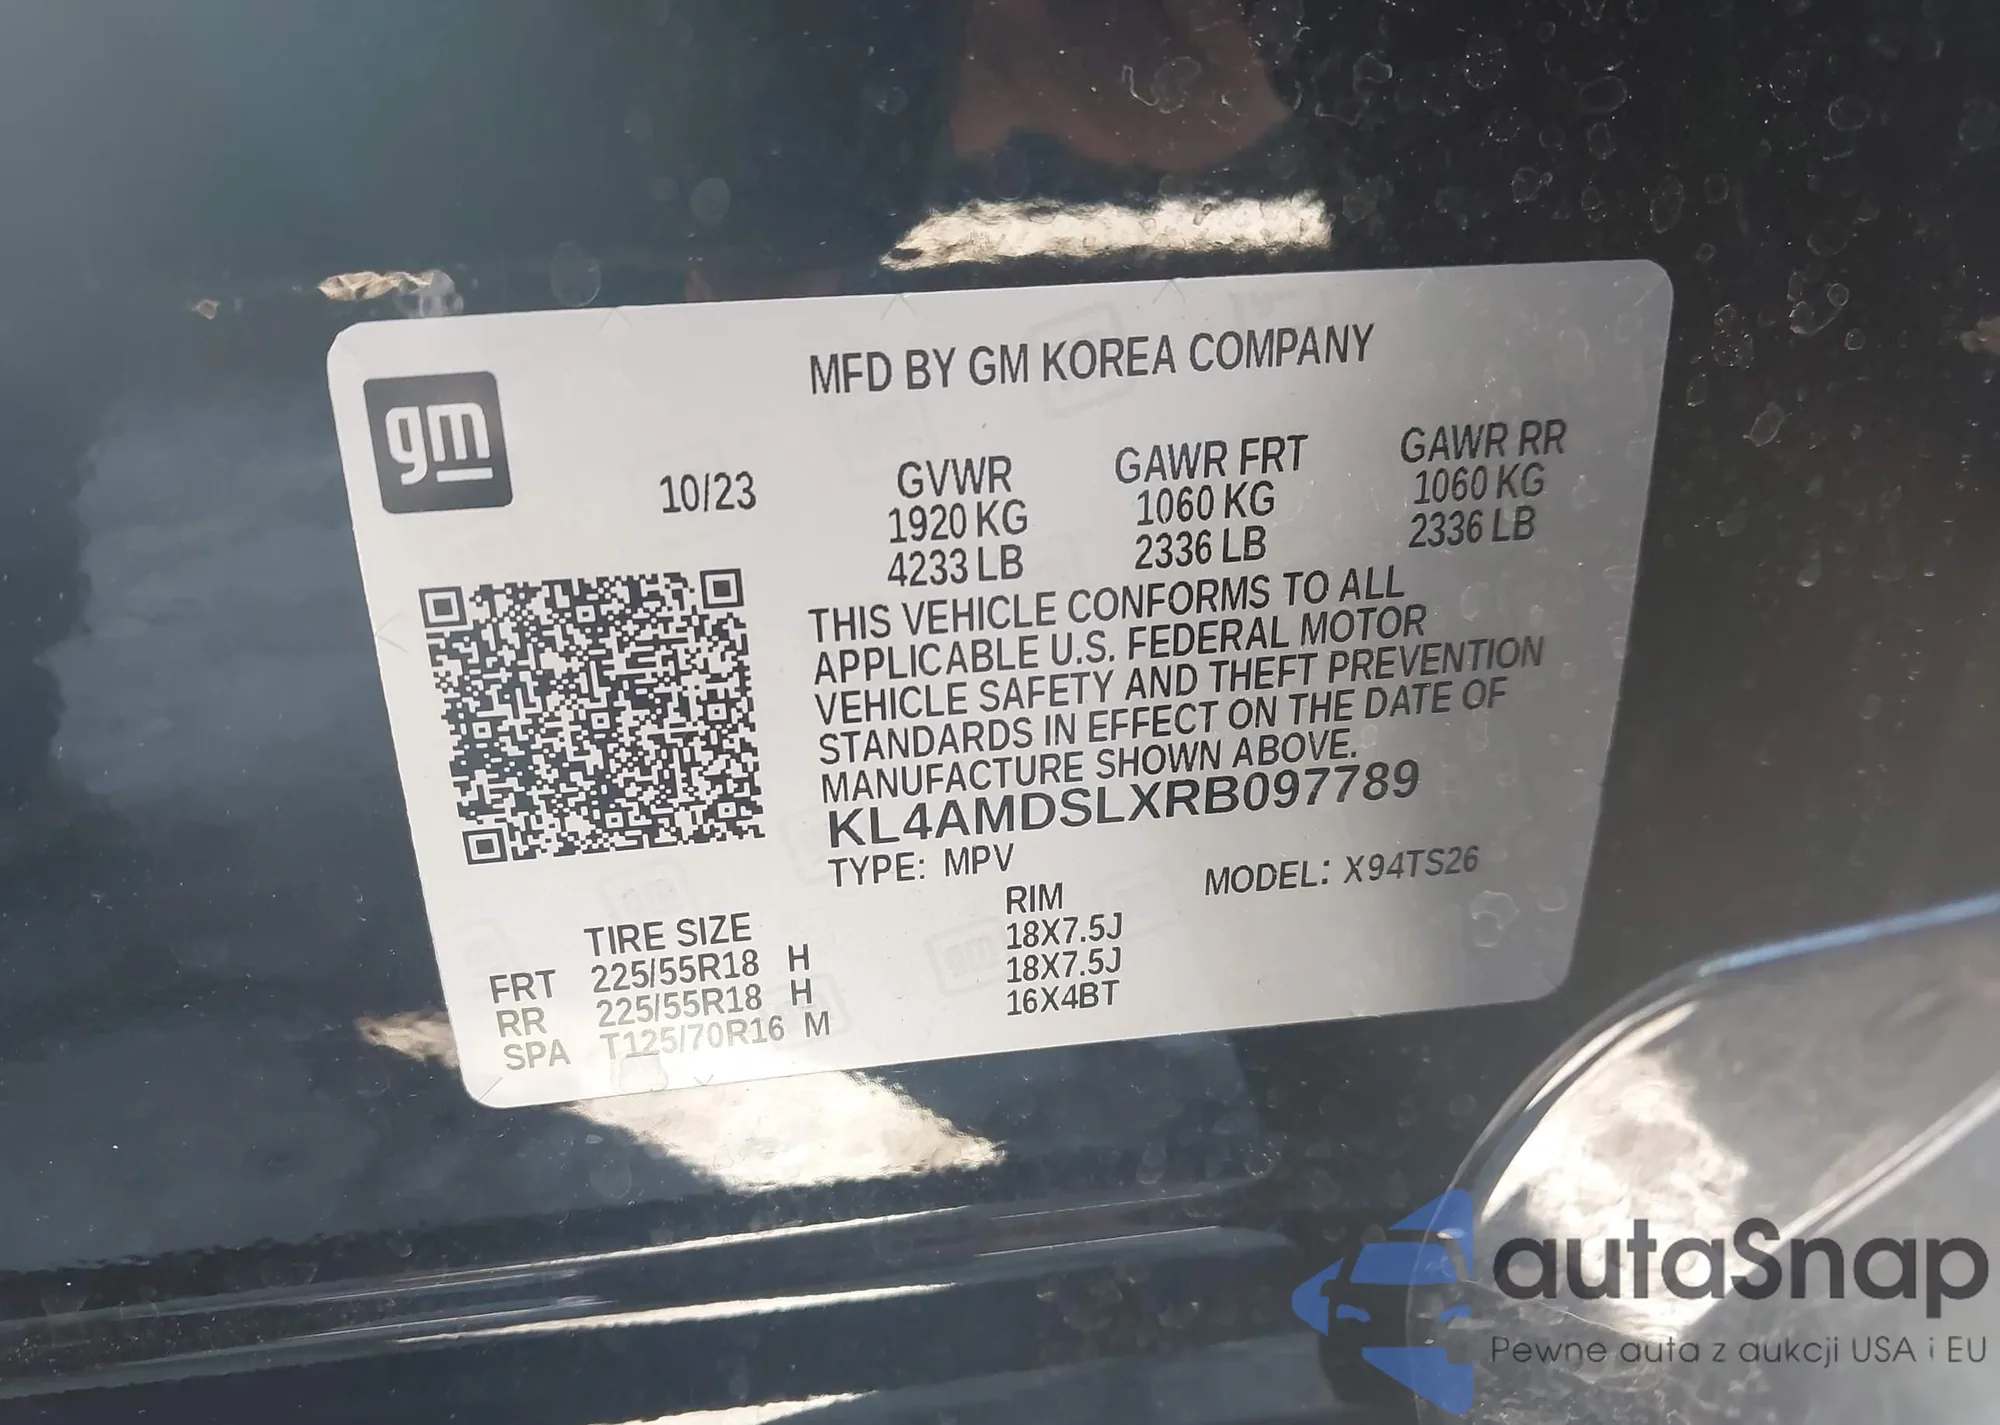 gm
MFD BY GM KOREA COMPANY
10/23
GVWR GAWR FRT GAWR RR
1920 KG 1060 KG 1060 KG
4233 LB 2336 LB 2336 LB
THIS VEHICLE CONFORMS TO ALL
APPLICABLE U.S. FEDERAL MOTOR
VEHICLE SAFETY AND THEFT PREVENTION
STANDARDS IN EFFECT ON THE DATE OF
MANUFACTURE SHOWN ABOVE.
KL4AMDSLXRB097789
TYPE: MPV MODEL: X94TS26
TIRE SIZE RIM
FRT 225/55R18 H 18X7.5J
RR 225/55R18 H 18X7.5J
SPA T125/70R16 M 16X4BT
autaSnap
Pewne auta z aukcji USA i EU